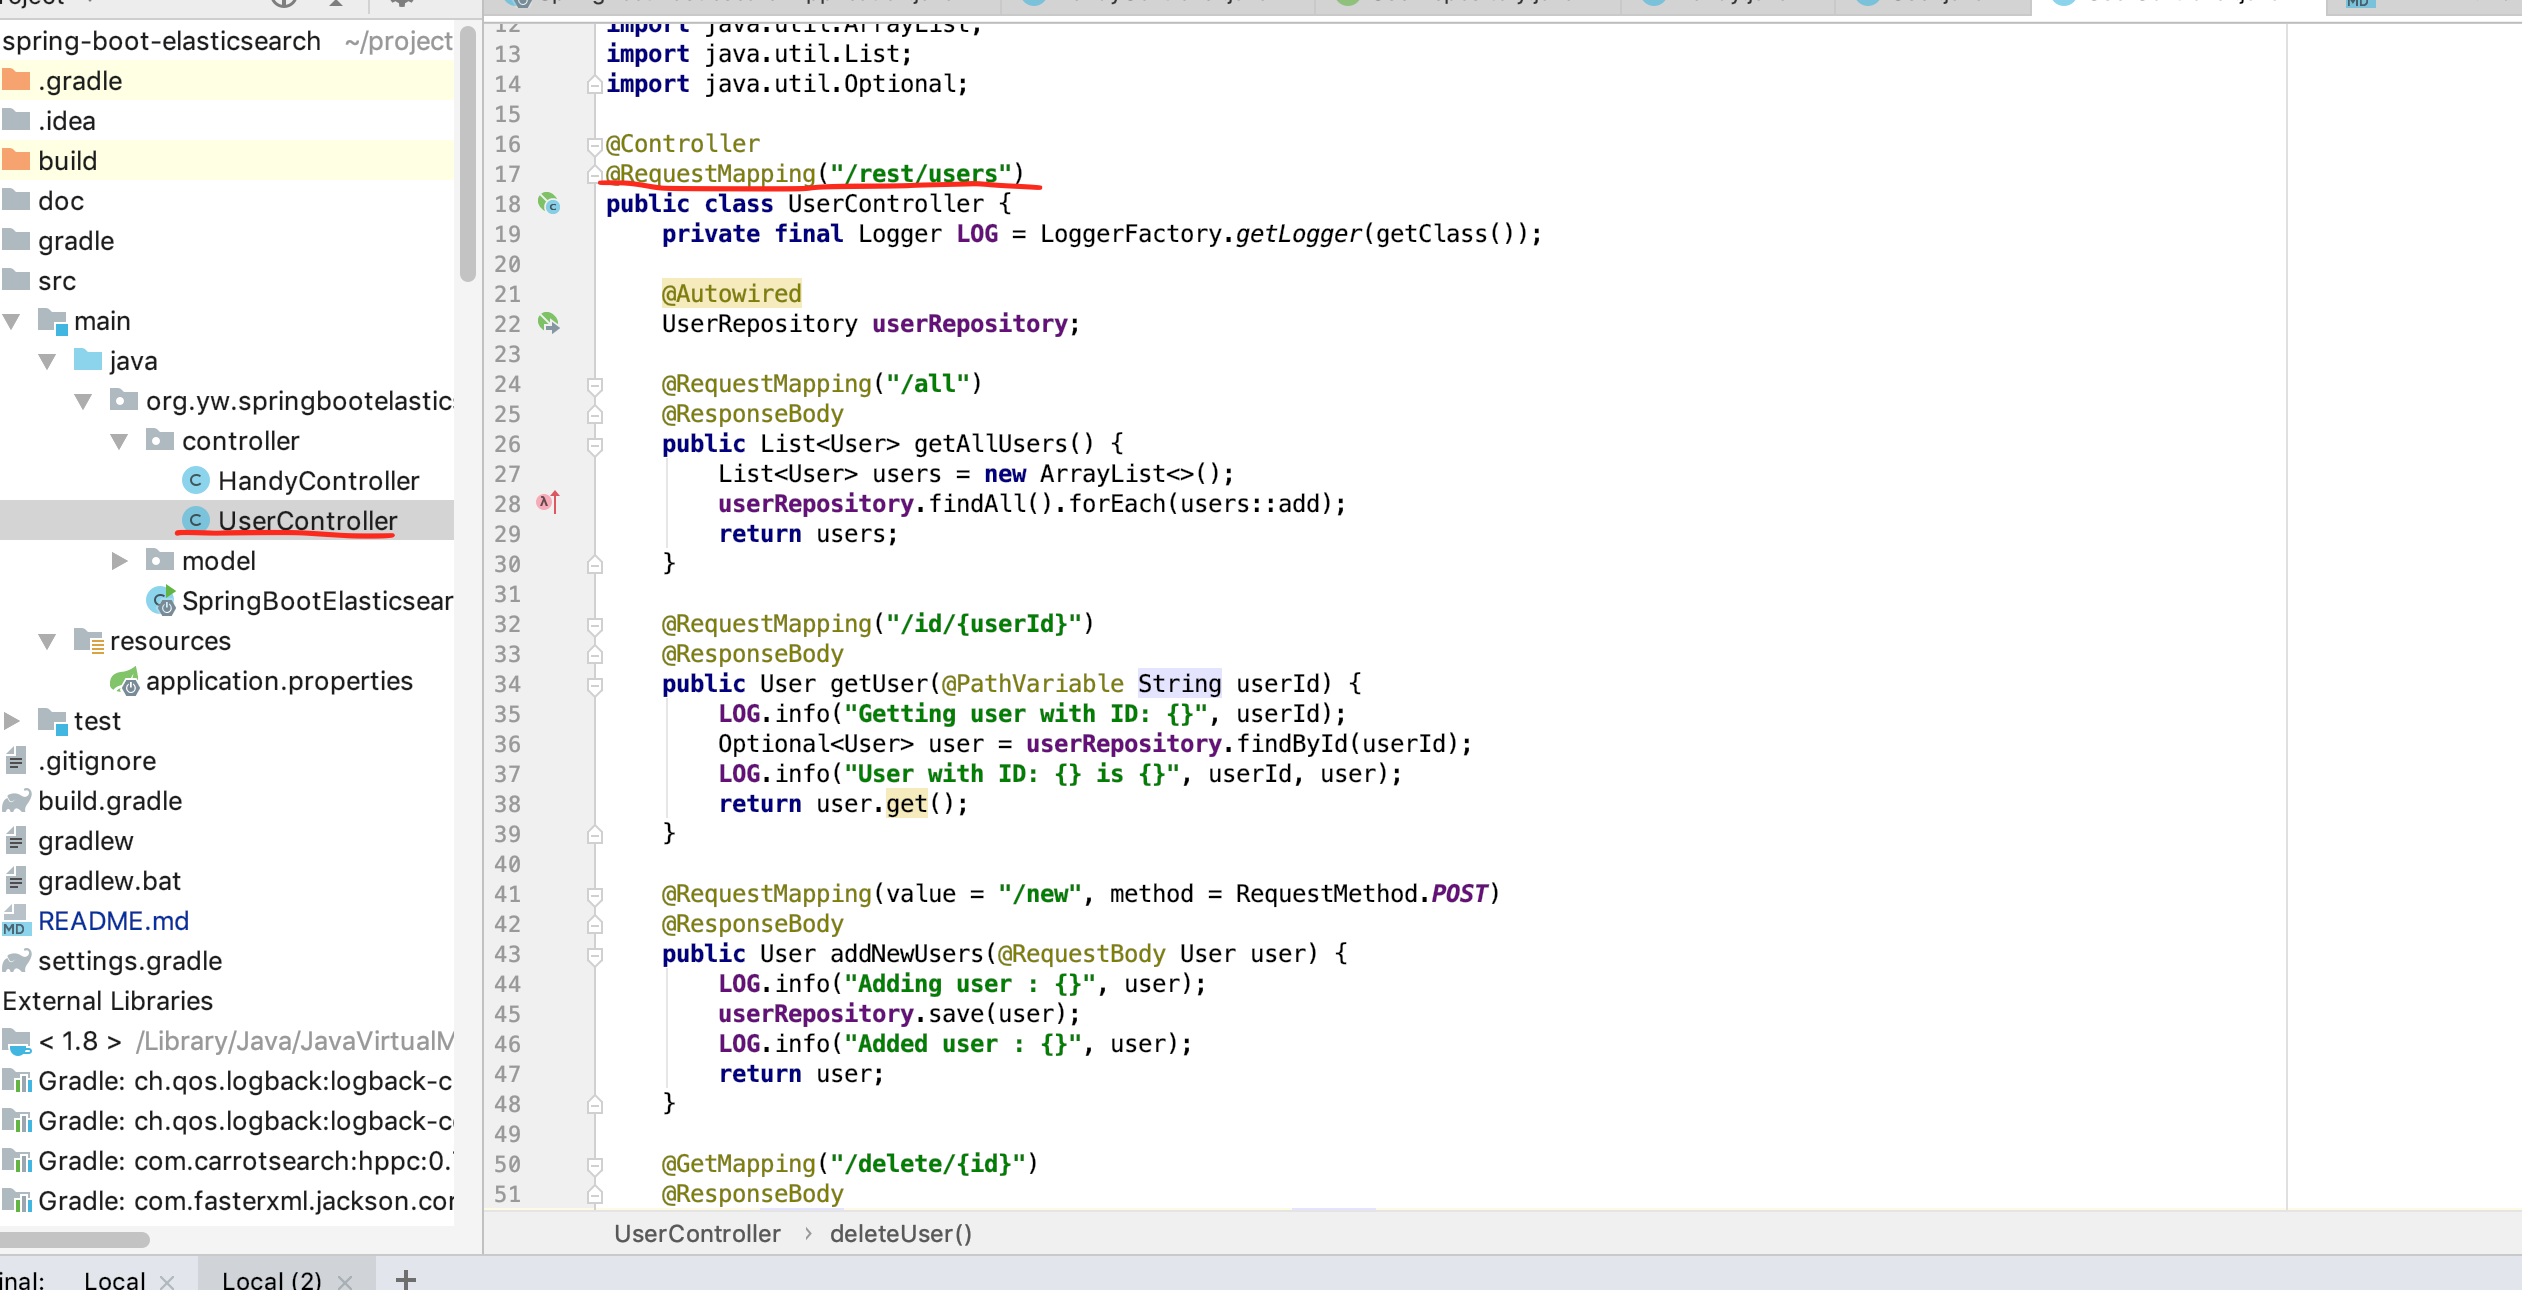 spring-boot-elasticsearch ~/project
.gradle
.idea
build
doc
gradle
src
main
java
org.yw.springbootelastic
controller
HandyController
UserController
model
SpringBootElasticsear
resources
application.properties
test
.gitignore
build.gradle
gradlew
gradlew.bat
MD README.md
settings.gradle
External Libraries
< 1.8 > /Library/Java/JavaVirtualM
Gradle: ch.qos.logback:logback-c
Gradle: ch.qos.logback:logback-c
Gradle: com.carrotsearch:hppc:0.
Gradle: com.fasterxml.jackson.cor
12 import java.util.ArrayList;
13 import java.util.List;
14 import java.util.Optional;
15
16 @Controller
17 @RequestMapping("/rest/users")
18 public class UserController {
19 private final Logger LOG = LoggerFactory.getLogger(getClass());
20
21 @Autowired
22 UserRepository userRepository;
23
24 @RequestMapping("/all")
25 @ResponseBody
26 public List<User> getAllUsers() {
27 List<User> users = new ArrayList<>();
28 userRepository.findAll().forEach(users::add);
29 return users;
30 }
31
32 @RequestMapping("/id/{userId}")
33 @ResponseBody
34 public User getUser(@PathVariable String userId) {
35 LOG.info("Getting user with ID: {}", userId);
36 Optional<User> user = userRepository.findById(userId);
37 LOG.info("User with ID: {} is {}", userId, user);
38 return user.get();
39 }
40
41 @RequestMapping(value = "/new", method = RequestMethod.POST)
42 @ResponseBody
43 public User addNewUsers(@RequestBody User user) {
44 LOG.info("Adding user : {}", user);
45 userRepository.save(user);
46 LOG.info("Added user : {}", user);
47 return user;
48 }
49
50 @GetMapping("/delete/{id}")
51 @ResponseBody
UserController › deleteUser()
inal: Local × Local (2) × +